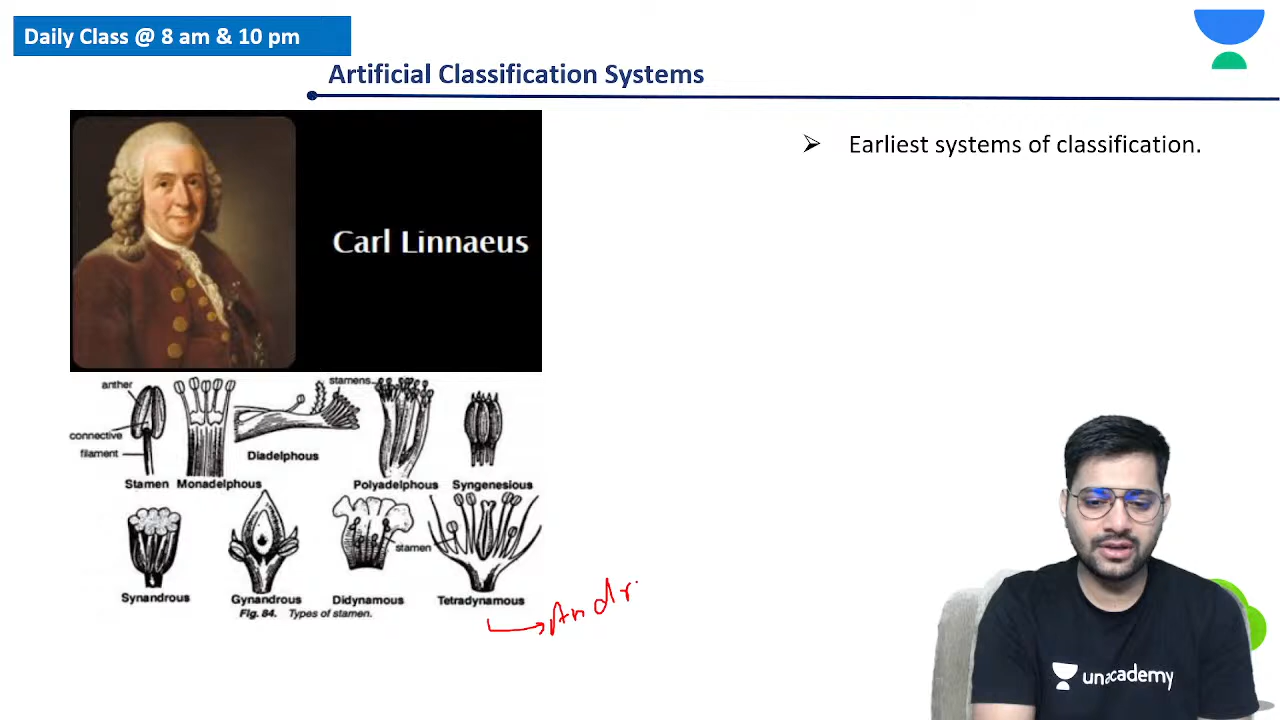 Daily Class @ 8 am & 10 pm
Artificial Classification Systems
➢ Earliest systems of classification.
Carl Linnaeus
anther
stamens
connective
filament
Diadelphous
Stamen Monadelphous Polyadelphous Syngenesious
stamen
Synandrous Gynandrous Didynamous Tetradynamous
Fig. 84. Types of stamen.
Andr
unacademy